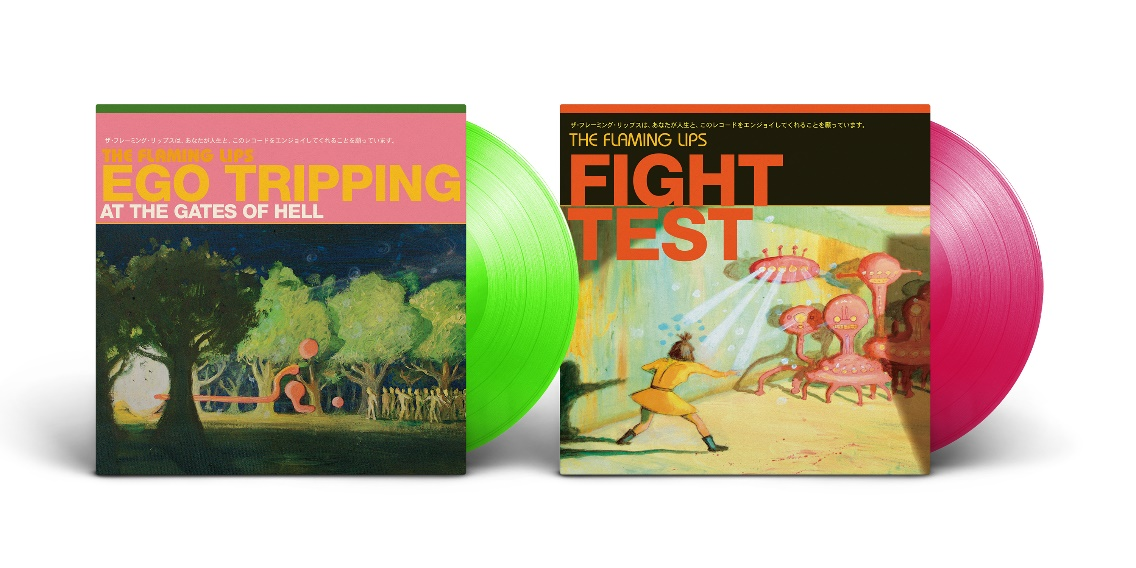 ザ・フレーミング・リップスは、あなたが人生と、このレコードをエンジョイしてくれることを願っています。
THE FLAMING LIPS
EGO TRIPPING
AT THE GATES OF HELL
ザ・フレーミング・リップスは、あなたが人生と、このレコードをエンジョイしてくれることを願っています。
THE FLAMING LIPS
FIGHT
TEST